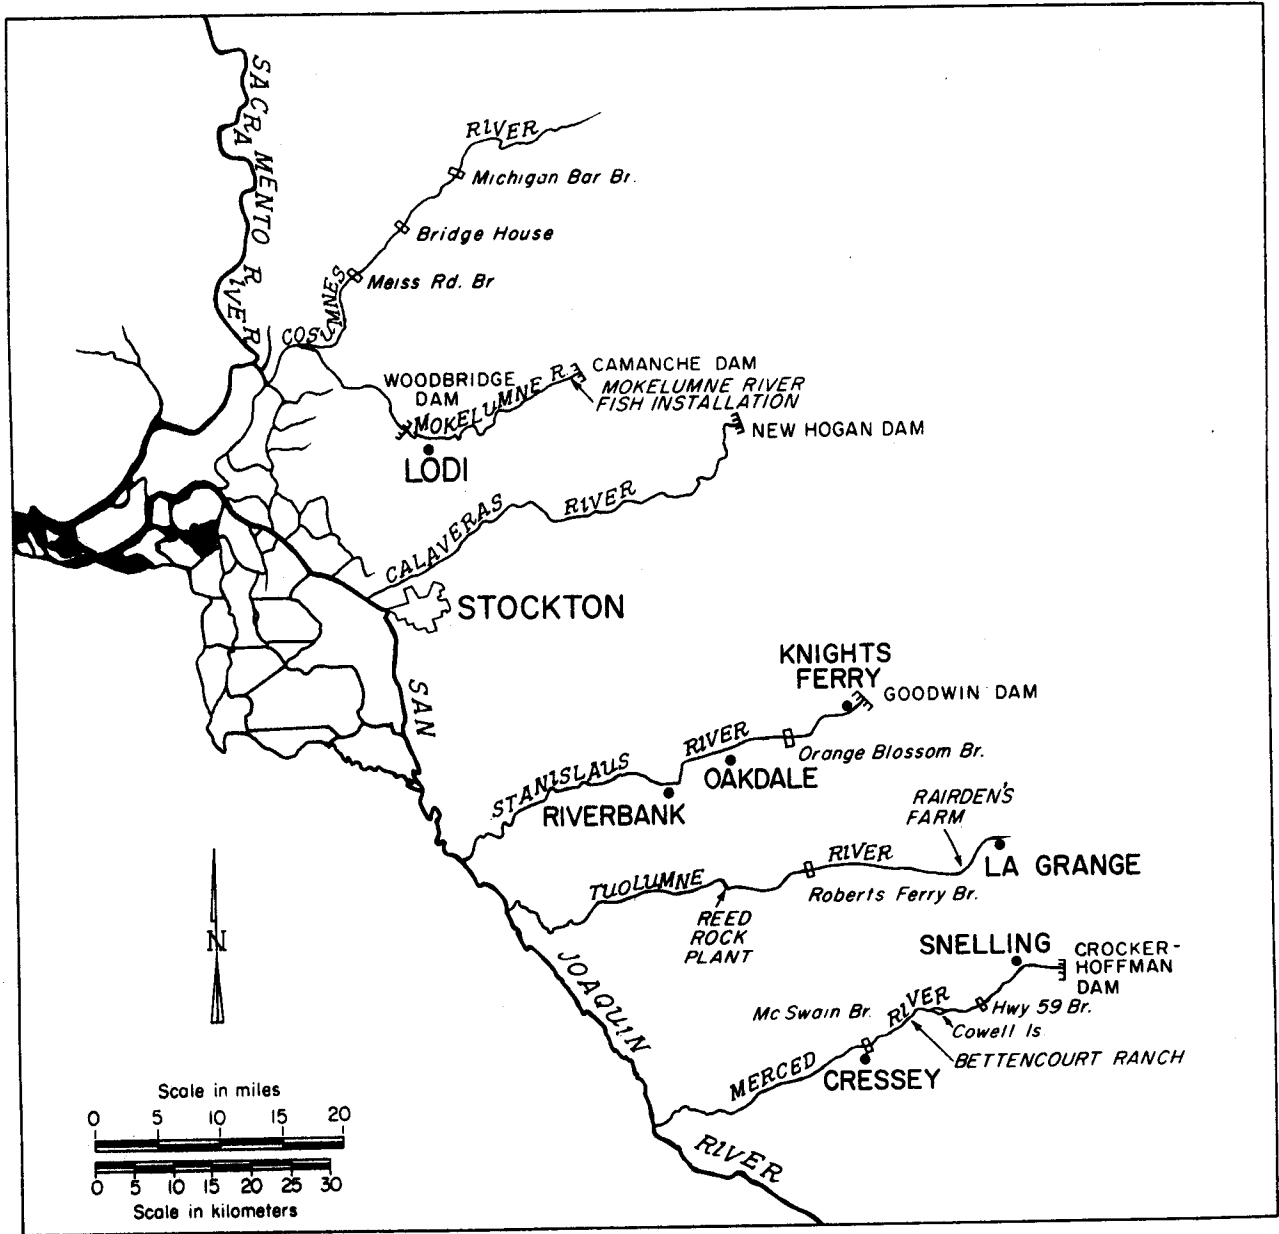 SACRAMENTO RIVER
RIVER
Michigan Bar Br.
Bridge House
Meiss Rd. Br
COSUMNES
CAMANCHE DAM
MOKELUMNE RIVER
FISH INSTALLATION
WOODBRIDGE
DAM
MOKELUMNE R.
NEW HOGAN DAM
LODI
CALAVERAS RIVER
STOCKTON
KNIGHTS
FERRY
GOODWIN DAM
SAN
STANISLAUS RIVER
Orange Blossom Br.
OAKDALE
RIVERBANK
RAIRDEN'S
FARM
TUOLUMNE RIVER
LA GRANGE
Roberts Ferry Br.
REED
ROCK
PLANT
N
JOAQUIN
SNELLING
CROCKER-
HOFFMAN
DAM
Mc Swain Br.
MERCED RIVER
Hwy 59 Br.
Cowell Is
BETTENCOURT RANCH
CRESSEY
RIVER
Scale in miles
0 5 10 15 20
0 5 10 15 20 25 30
Scale in kilometers